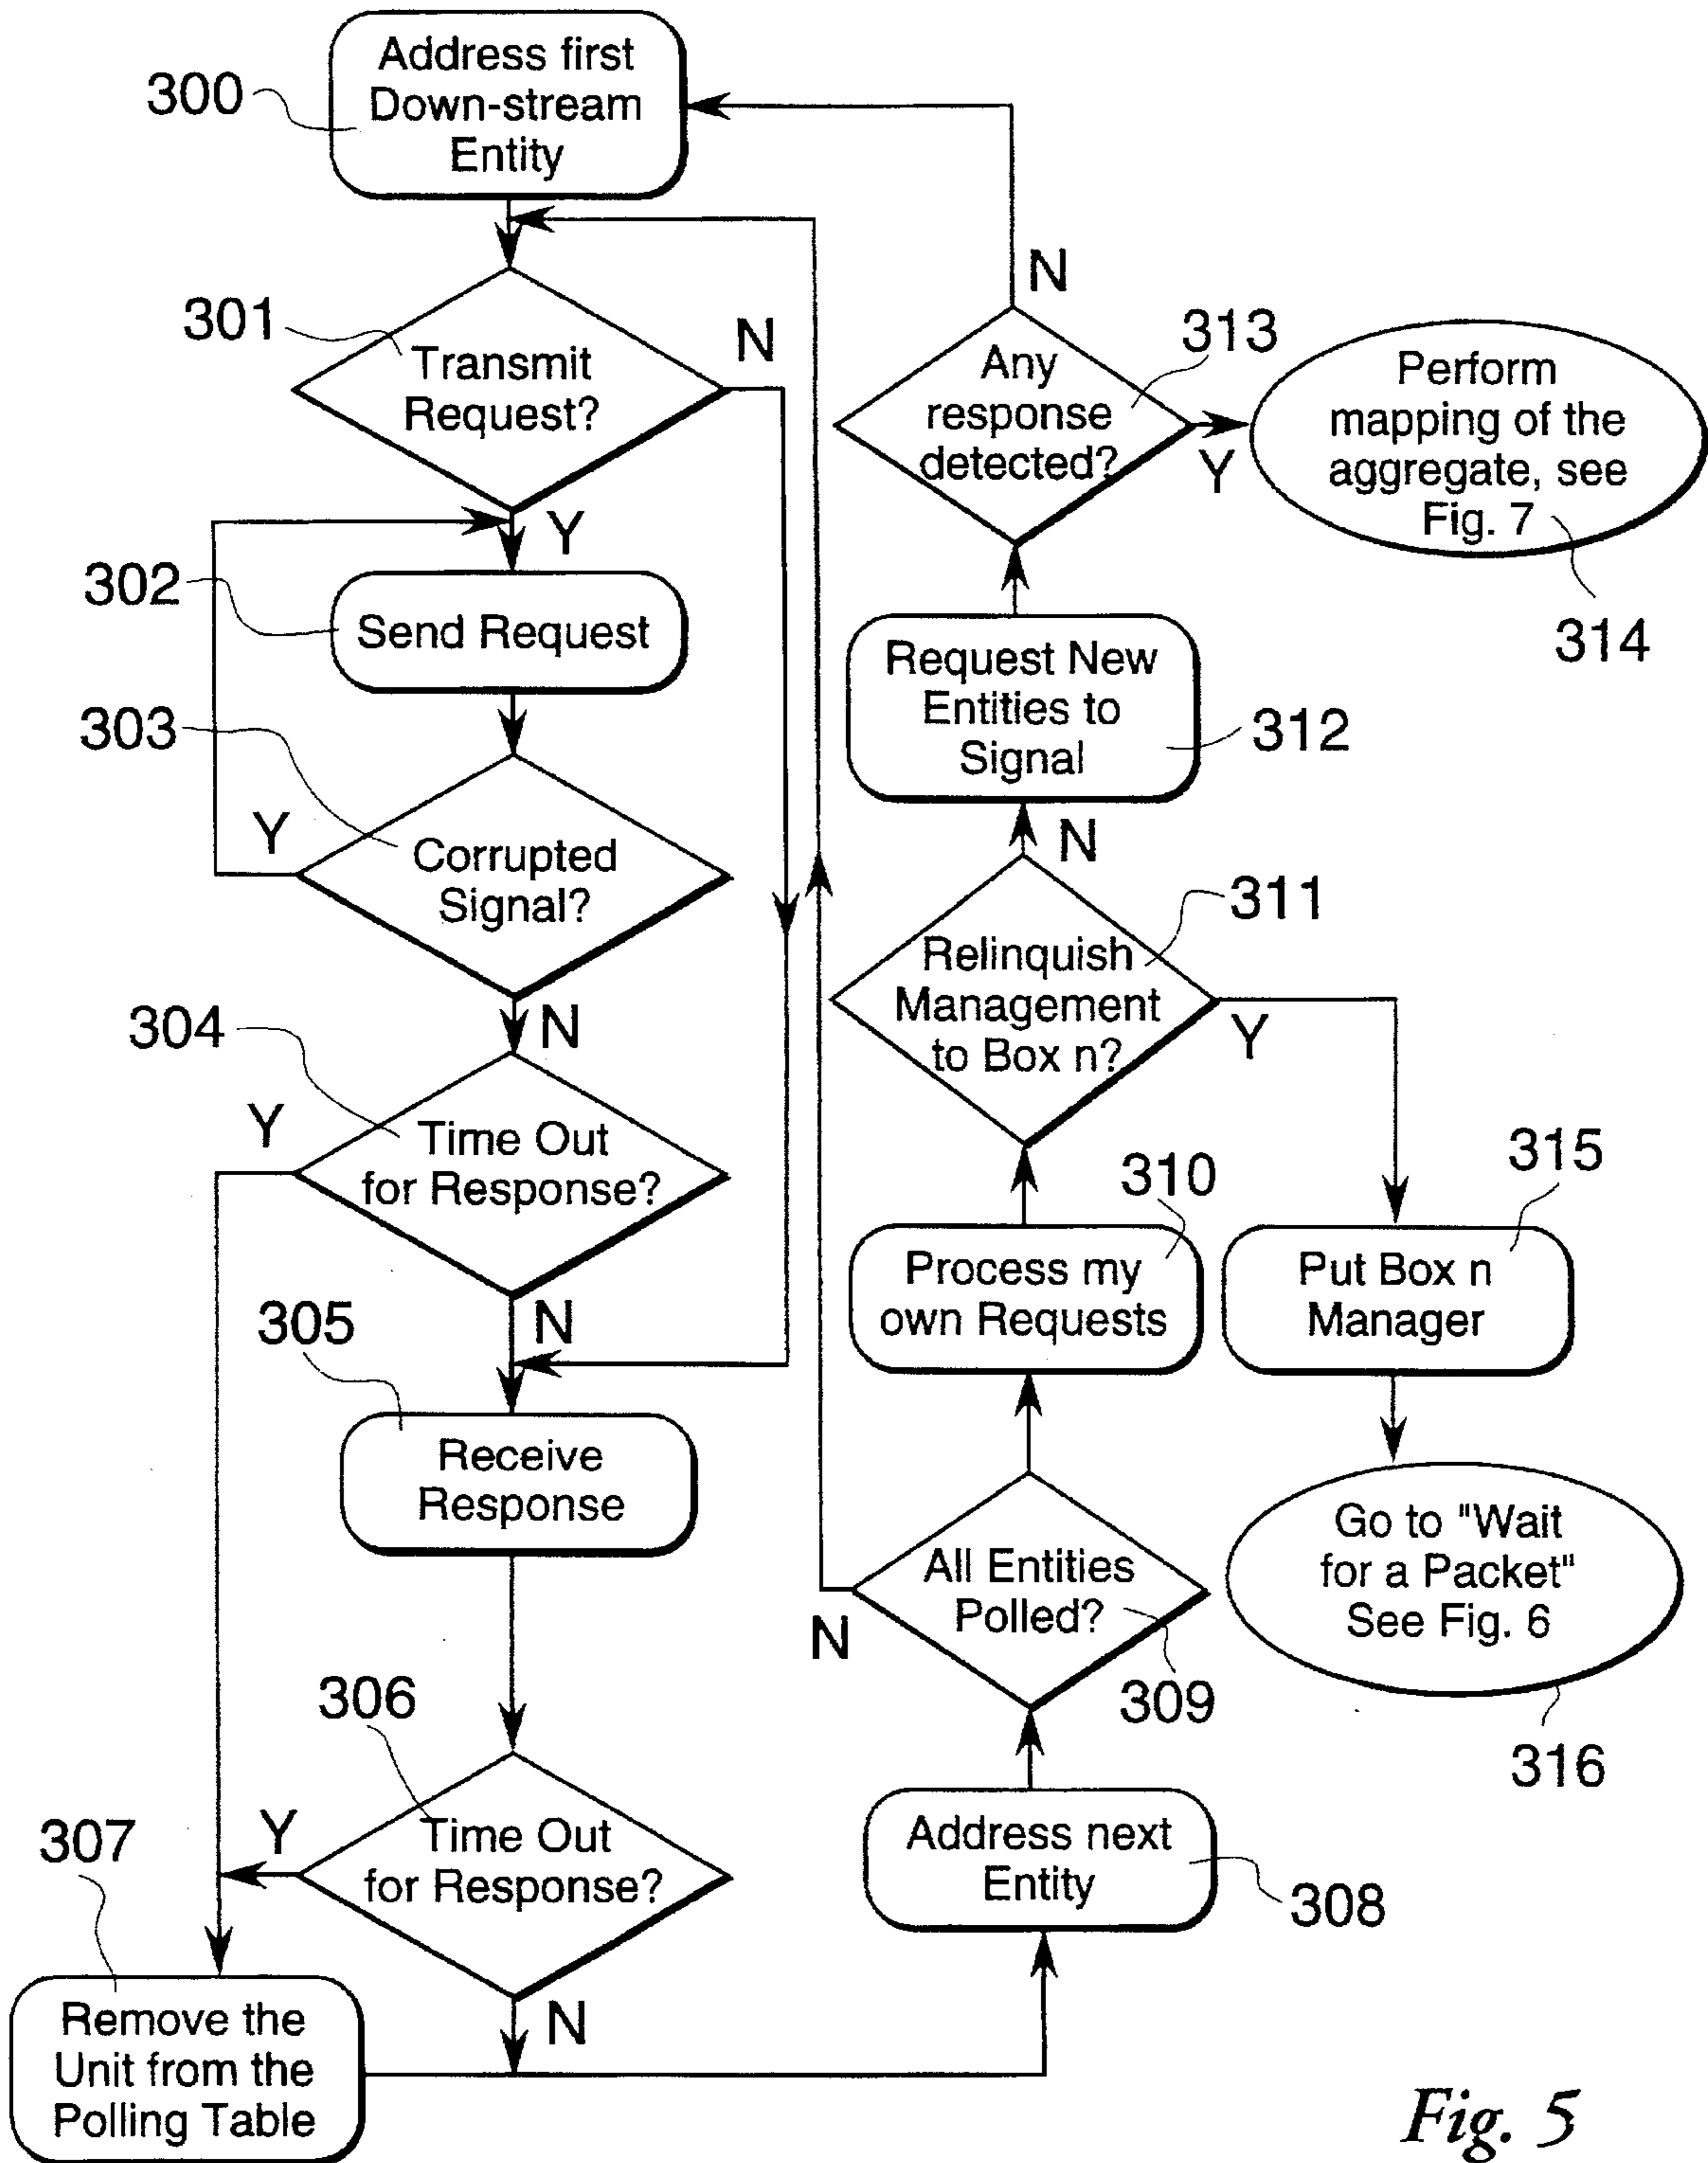 300
Address first
Down-stream
Entity
301
Transmit
Request?
N
Y
302
Send Request
303
Corrupted
Signal?
Y
N
304
Time Out
for Response?
Y
N
305
Receive
Response
306
Time Out
for Response?
Y
N
307
Remove the
Unit from the
Polling Table
Address next
Entity
308
All Entities
Polled?
309
N
310
Process my
own Requests
311
Relinquish
Management
to Box n?
N
Y
Request New
Entities to
Signal
312
313
Any
response
detected?
N
Y
Perform
mapping of the
aggregate, see
Fig. 7
314
315
Put Box n
Manager
Go to "Wait
for a Packet"
See Fig. 6
316
Fig. 5